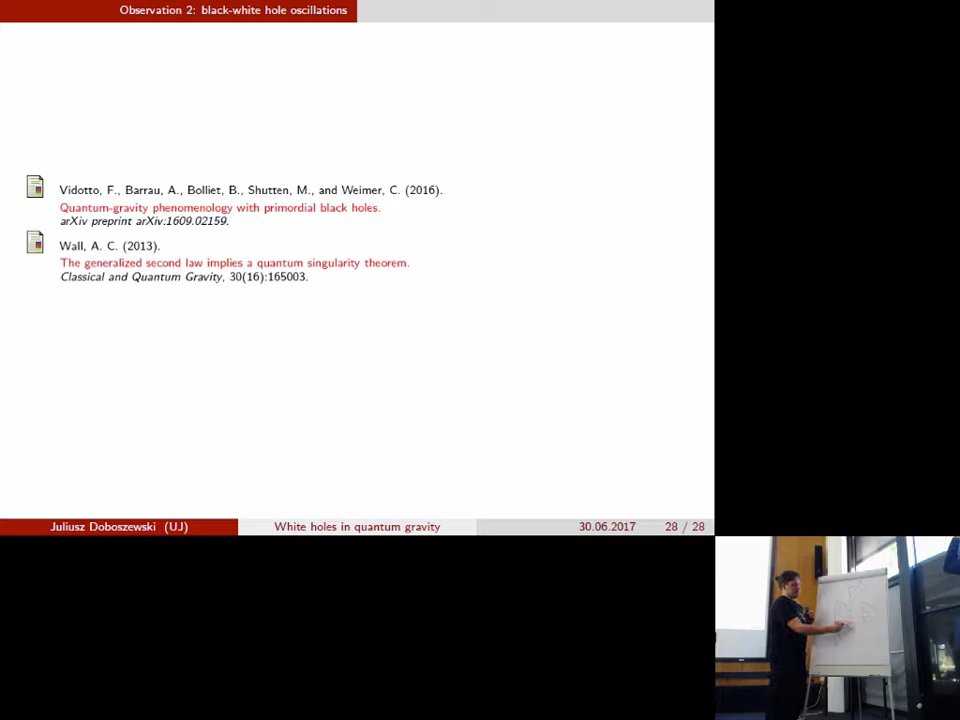 Observation 2: black-white hole oscillations
Vidotto, F., Barrau, A., Bolliet, B., Shutten, M., and Weimer, C. (2016).
Quantum-gravity phenomenology with primordial black holes.
arXiv preprint arXiv:1609.02159.
Wall, A. C. (2013).
The generalized second law implies a quantum singularity theorem.
Classical and Quantum Gravity, 30(16):165003.
Juliusz Doboszewski (UJ) White holes in quantum gravity 30.06.2017 28 / 28